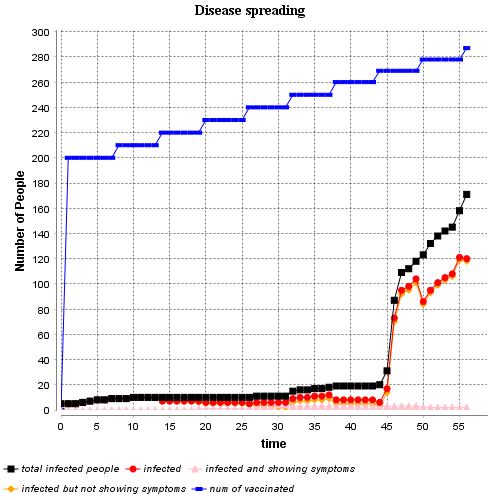 Disease spreading
Number of People
300
280
260
240
220
200
180
160
140
120
100
80
60
40
20
0
0 5 10 15 20 25 30 35 40 45 50 55
time
total infected people infected infected and showing symptoms
infected but not showing symptoms num of vaccinated